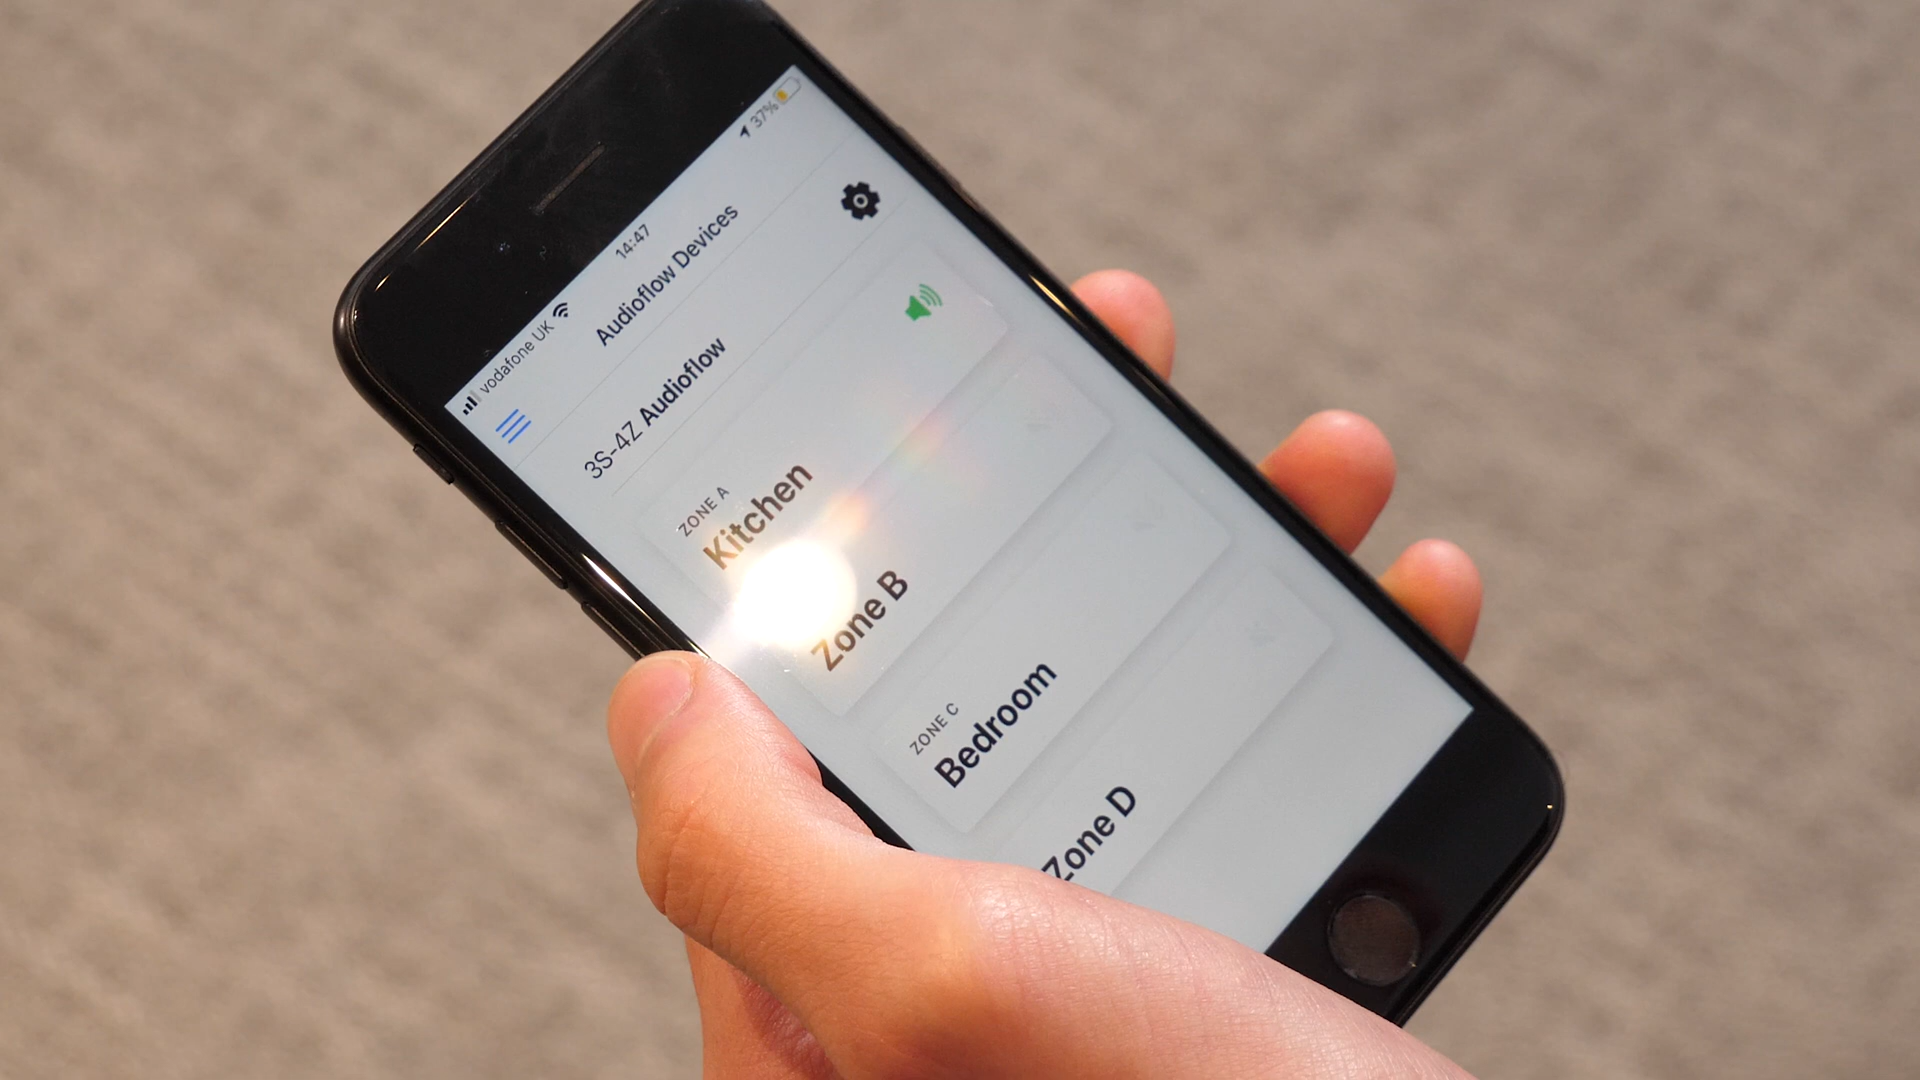 vodafone UK 14:47 37%
Audioflow Devices
3S-4Z Audioflow
ZONE A
Kitchen
Zone B
ZONE C
Bedroom
Zone D